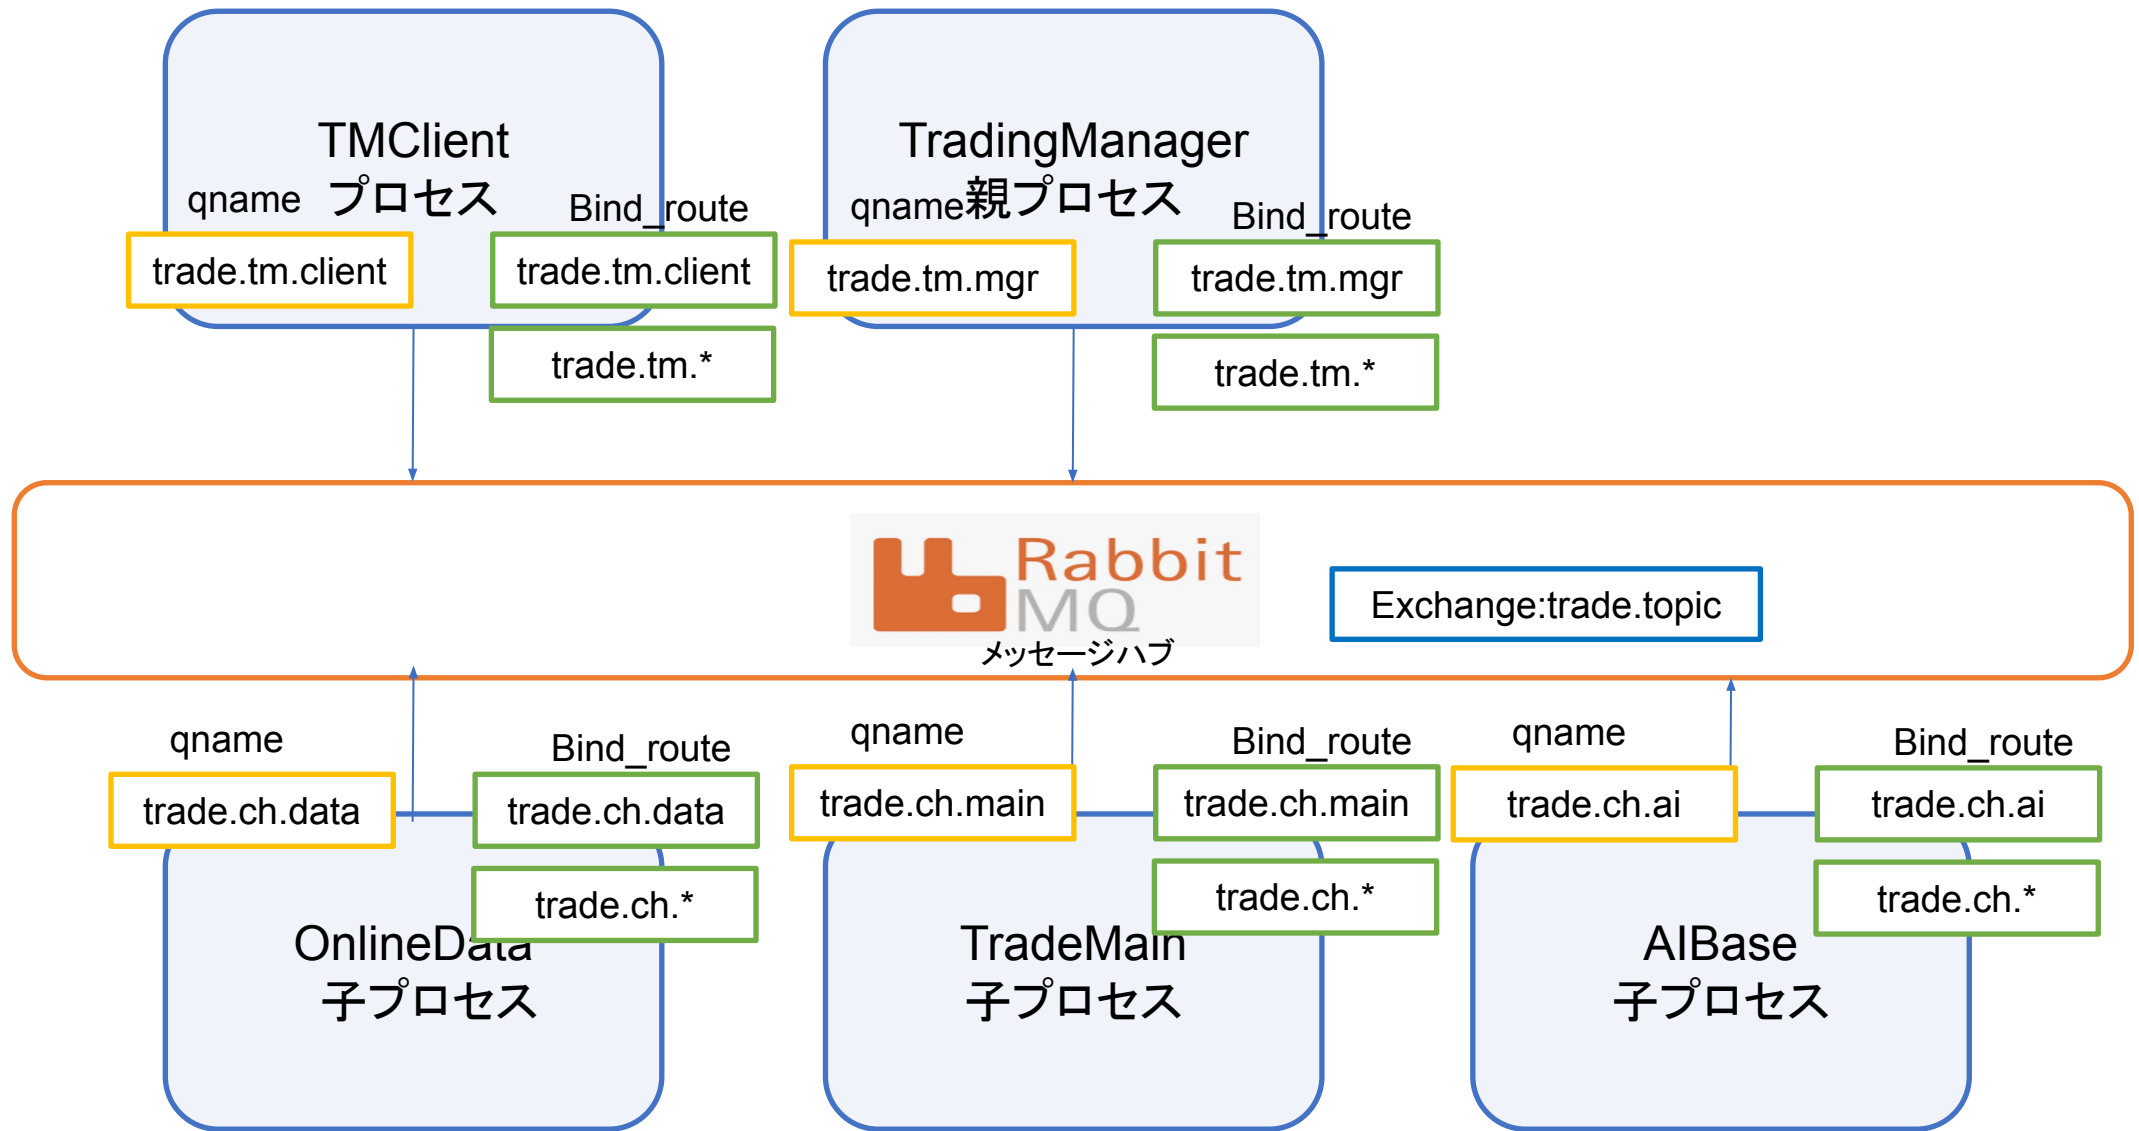 TMClient
プロセス
qname
Bind_route
trade.tm.client
trade.tm.client
trade.tm.*
TradingManager
親プロセス
qname
Bind_route
trade.tm.mgr
trade.tm.mgr
trade.tm.*
Rabbit
MQ
メッセージハブ
Exchange:trade.topic
qname
Bind_route
trade.ch.data
trade.ch.data
trade.ch.*
OnlineData
子プロセス
qname
Bind_route
trade.ch.main
trade.ch.main
trade.ch.*
TradeMain
子プロセス
qname
Bind_route
trade.ch.ai
trade.ch.ai
trade.ch.*
AIBase
子プロセス